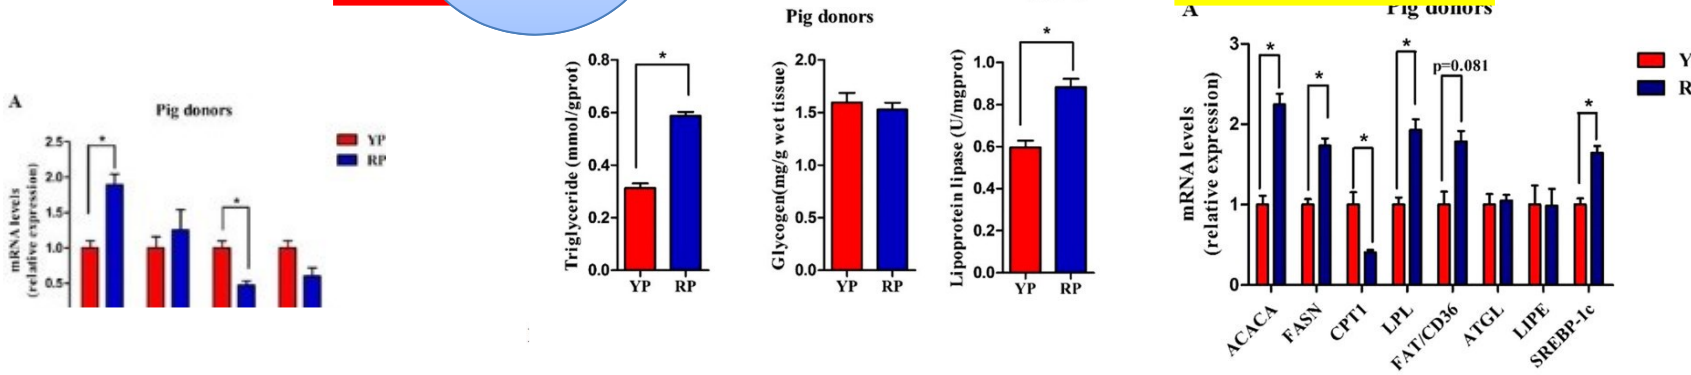 A
Pig donors
mRNA levels
(relative expression)
2.5
2.0
1.5
1.0
0.5
*
*
YP
RP
Pig donors
Triglyceride (mmol/gprot)
0.8
0.6
0.4
0.2
0.0
*
YP RP
Glycogen(mg/g wet tissue)
2.0
1.5
1.0
0.5
0.0
YP RP
Lipoprotein lipase (U/mgprot)
1.0
0.8
0.6
0.4
0.2
0.0
*
YP RP
A
Pig donors
mRNA levels
(relative expression)
3
2
1
0
*
*
*
*
p=0.081
*
Y
R
ACACA
FASN
CPT1
LPL
FAT/CD36
ATGL
LIPE
SREBP-1c